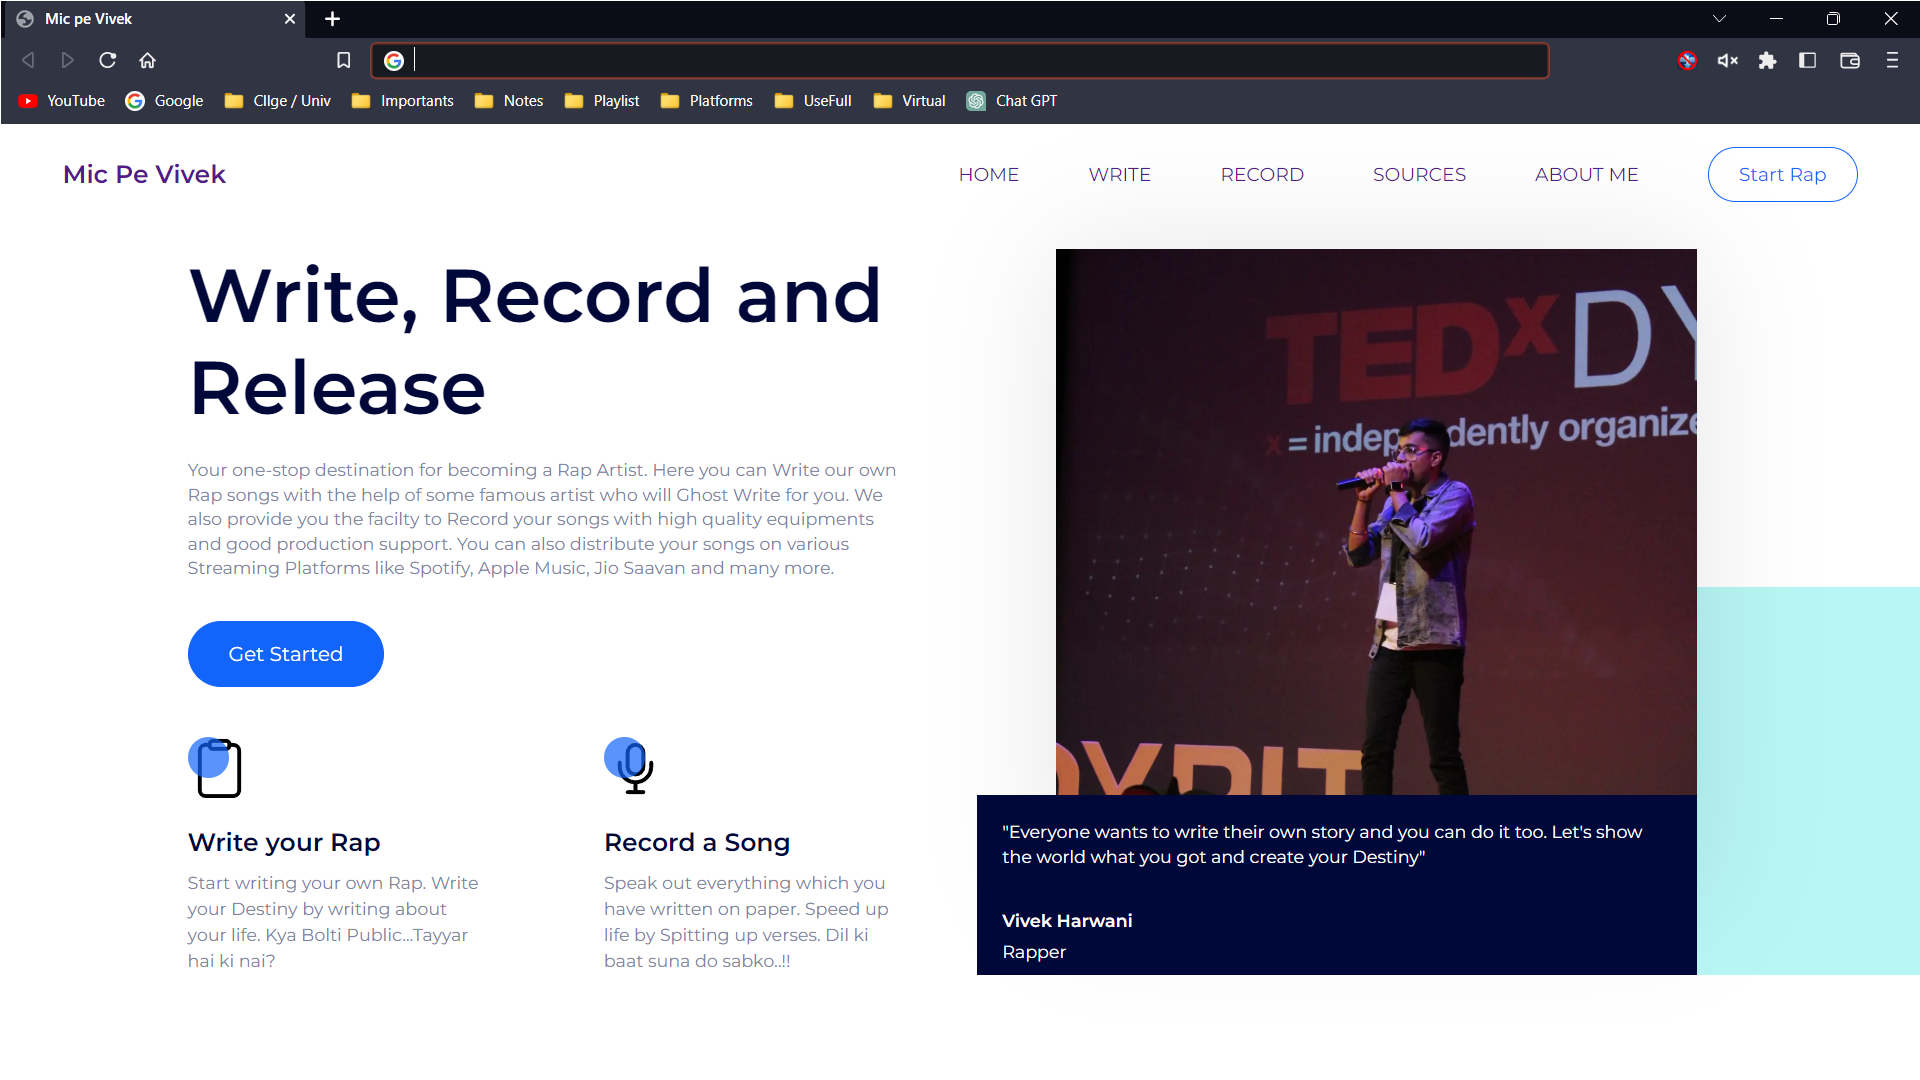 Mic pe Vivek
YouTube Google Cllge / Univ Importants Notes Playlist Platforms UseFull Virtual Chat GPT
Mic Pe Vivek HOME WRITE RECORD SOURCES ABOUT ME Start Rap
Write, Record and
Release
Your one-stop destination for becoming a Rap Artist. Here you can Write our own
Rap songs with the help of some famous artist who will Ghost Write for you. We
also provide you the facilty to Record your songs with high quality equipments
and good production support. You can also distribute your songs on various
Streaming Platforms like Spotify, Apple Music, Jio Saavan and many more.
Get Started
Write your Rap
Start writing your own Rap. Write
your Destiny by writing about
your life. Kya Bolti Public...Tayyar
hai ki nai?
Record a Song
Speak out everything which you
have written on paper. Speed up
life by Spitting up verses. Dil ki
baat suna do sabko..!!
TEDxDY
x = independently organize
DYPIT
"Everyone wants to write their own story and you can do it too. Let's show
the world what you got and create your Destiny"
Vivek Harwani
Rapper